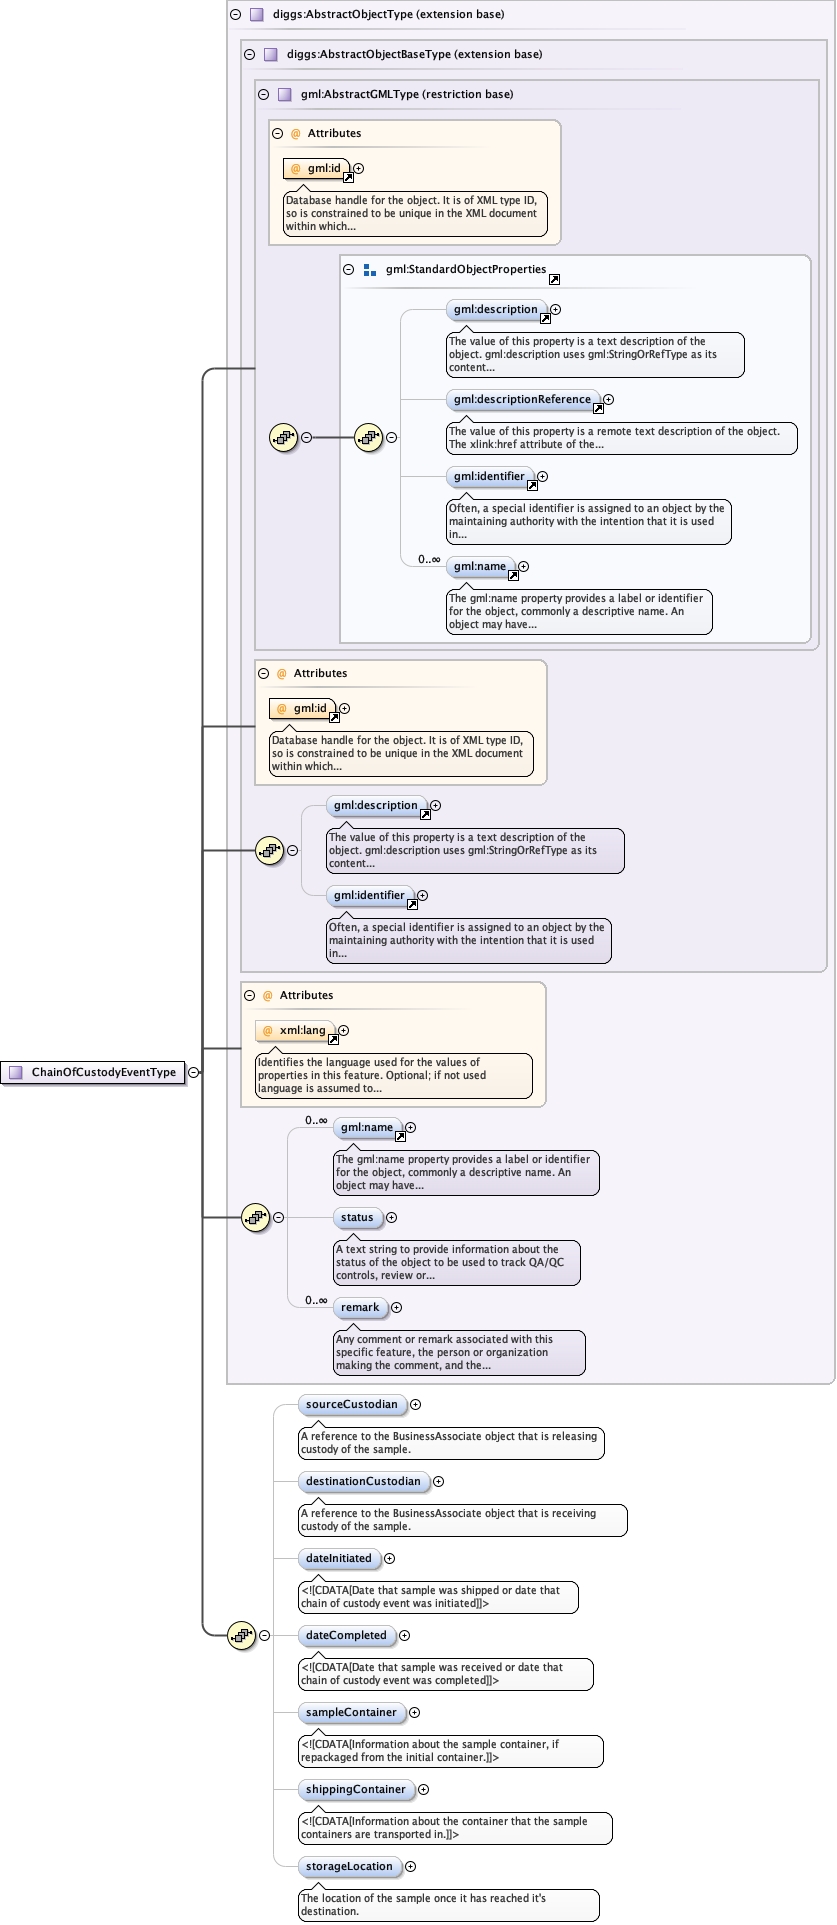 diggs:AbstractObjectType (extension base)
diggs:AbstractObjectBaseType (extension base)
gml:AbstractGMLType (restriction base)
@ Attributes
@ gml:id
Database handle for the object. It is of XML type ID,
so is constrained to be unique in the XML document
within which...
gml:StandardObjectProperties
gml:description
The value of this property is a text description of the
object. gml:description uses gml:StringOrRefType as its
content...
gml:descriptionReference
The value of this property is a remote text description of the object.
The xlink:href attribute of the...
gml:identifier
Often, a special identifier is assigned to an object by the
maintaining authority with the intention that it is used
in...
0..∞
gml:name
The gml:name property provides a label or identifier
for the object, commonly a descriptive name. An
object may have...
@ Attributes
@ gml:id
Database handle for the object. It is of XML type ID,
so is constrained to be unique in the XML document
within which...
gml:description
The value of this property is a text description of the
object. gml:description uses gml:StringOrRefType as its
content...
gml:identifier
Often, a special identifier is assigned to an object by the
maintaining authority with the intention that it is used
in...
@ Attributes
@ xml:lang
Identifies the language used for the values of
properties in this feature. Optional; if not used
language is assumed to...
ChainOfCustodyEventType
0..∞
gml:name
The gml:name property provides a label or identifier
for the object, commonly a descriptive name. An
object may have...
status
A text string to provide information about the
status of the object to be used to track QA/QC
controls, review or...
0..∞
remark
Any comment or remark associated with this
specific feature, the person or organization
making the comment, and the...
sourceCustodian
A reference to the BusinessAssociate object that is releasing
custody of the sample.
destinationCustodian
A reference to the BusinessAssociate object that is receiving
custody of the sample.
dateInitiated
<![CDATA[Date that sample was shipped or date that
chain of custody event was initiated]]>
dateCompleted
<![CDATA[Date that sample was received or date that
chain of custody event was completed]]>
sampleContainer
<![CDATA[Information about the sample container, if
repackaged from the initial container.]]>
shippingContainer
<![CDATA[Information about the container that the sample
containers are transported in.]]>
storageLocation
The location of the sample once it has reached it's
destination.